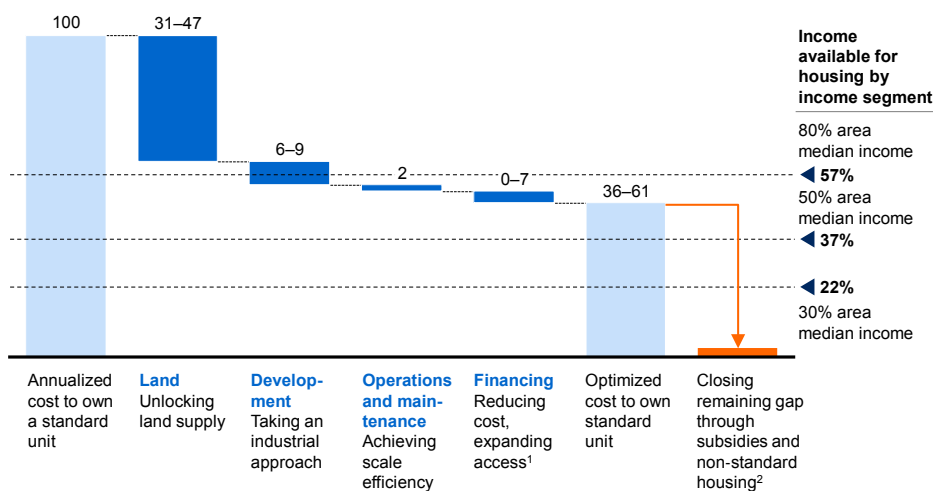 100
31–47
6–9
2
0–7
36–61
Income
available for
housing by
income segment
80% area
median income
57%
50% area
median income
37%
22%
30% area
median income
Annualized
cost to own
a standard
unit
Land
Unlocking
land supply
Develop-
ment
Taking an
industrial
approach
Operations
and main-
tenance
Achieving
scale
efficiency
Financing
Reducing
cost,
expanding
access¹
Optimized
cost to own
standard
unit
Closing
remaining gap
through
subsidies and
non-standard
housing²